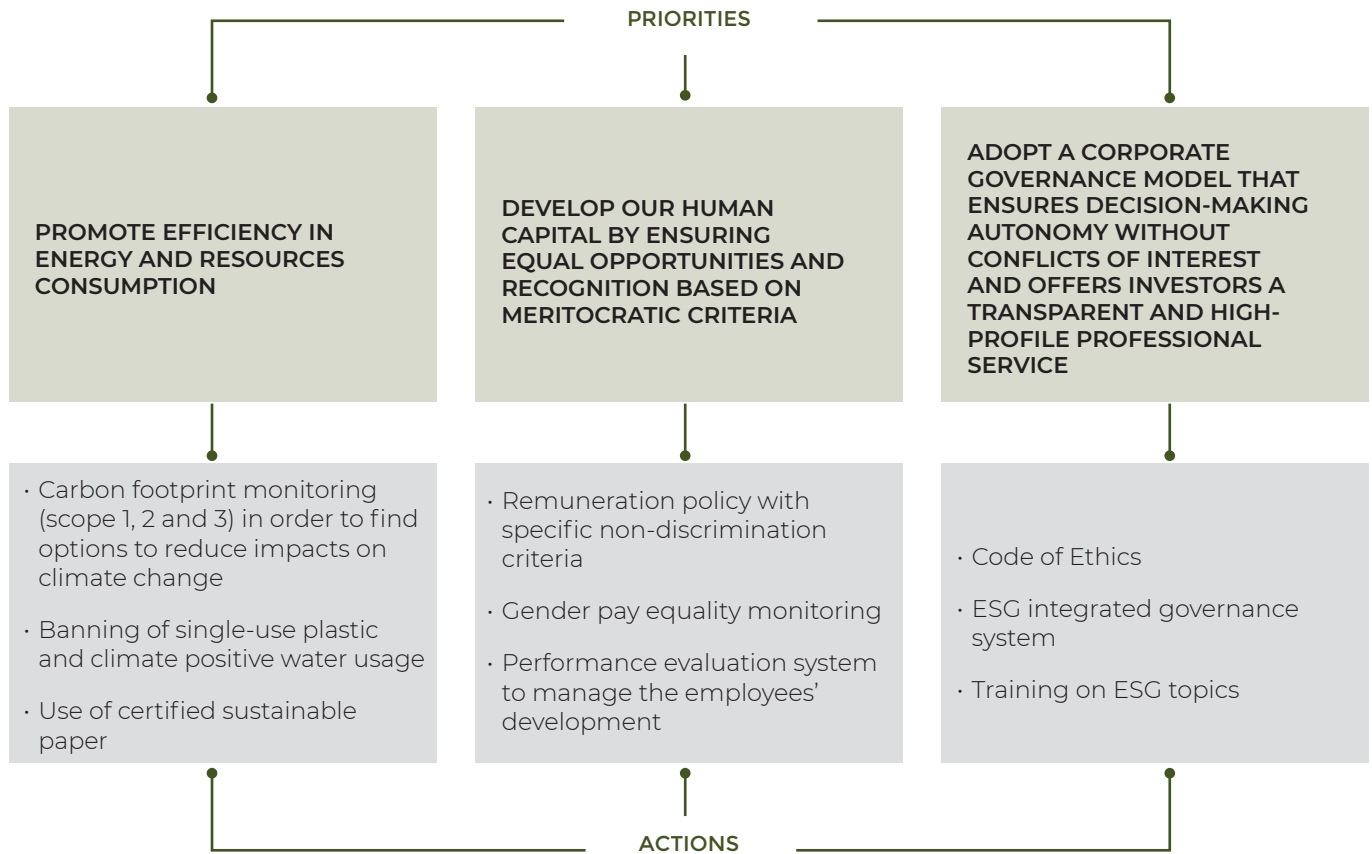 PRIORITIES
PROMOTE EFFICIENCY IN
ENERGY AND RESOURCES
CONSUMPTION
DEVELOP OUR HUMAN
CAPITAL BY ENSURING
EQUAL OPPORTUNITIES AND
RECOGNITION BASED ON
MERITOCRATIC CRITERIA
ADOPT A CORPORATE
GOVERNANCE MODEL THAT
ENSURES DECISION-MAKING
AUTONOMY WITHOUT
CONFLICTS OF INTEREST
AND OFFERS INVESTORS A
TRANSPARENT AND HIGH-
PROFILE PROFESSIONAL
SERVICE
· Carbon footprint monitoring
(scope 1, 2 and 3) in order to find
options to reduce impacts on
climate change
· Banning of single-use plastic
and climate positive water usage
· Use of certified sustainable
paper
· Remuneration policy with
specific non-discrimination
criteria
· Gender pay equality monitoring
· Performance evaluation system
to manage the employees’
development
· Code of Ethics
· ESG integrated governance
system
· Training on ESG topics
ACTIONS